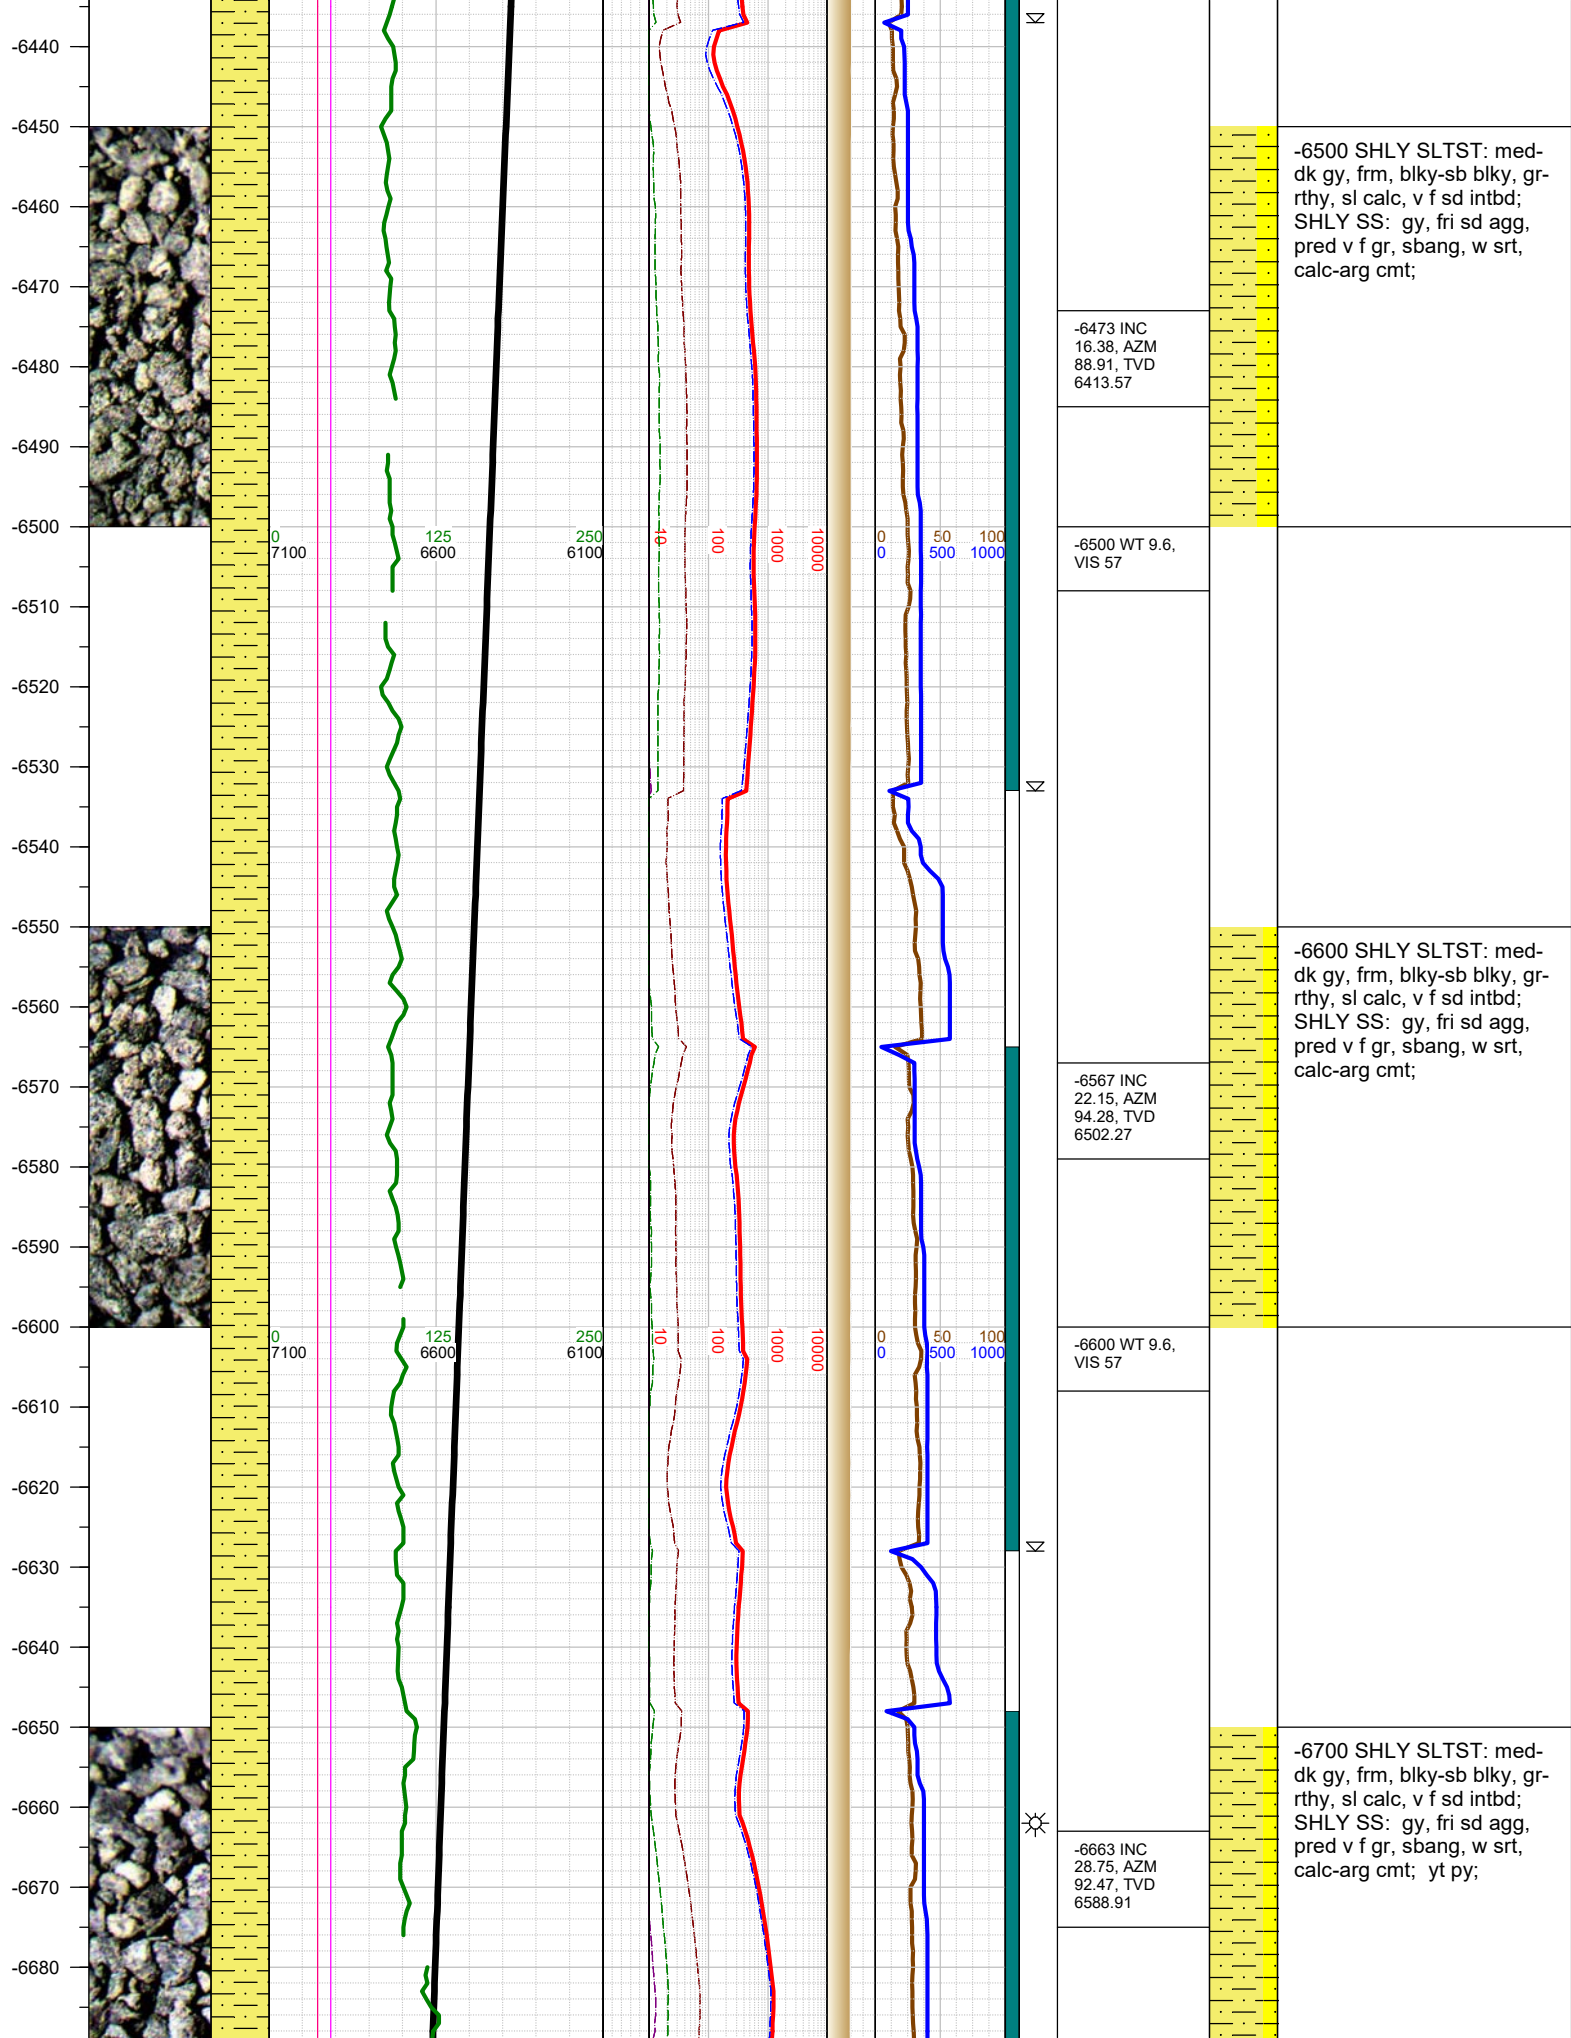 -6440
-6450
-6460
-6470
-6480
-6490
-6500
-6510
-6520
-6530
-6540
-6550
-6560
-6570
-6580
-6590
-6600
-6610
-6620
-6630
-6640
-6650
-6660
-6670
-6680
0 125 250
7100 6600 6100
10 100 1000 10000
0 50 100
0 500 1000
0 125 250
7100 6600 6100
10 100 1000 10000
0 50 100
0 500 1000
-6473 INC
16.38, AZM
88.91, TVD
6413.57
-6500 WT 9.6,
VIS 57
-6567 INC
22.15, AZM
94.28, TVD
6502.27
-6600 WT 9.6,
VIS 57
-6663 INC
28.75, AZM
92.47, TVD
6588.91
-6500 SHLY SLTST: med-
dk gy, frm, blky-sb blky, gr-
rthy, sl calc, v f sd intbd;
SHLY SS:  gy, fri sd agg,
pred v f gr, sbang, w srt,
calc-arg cmt;
-6600 SHLY SLTST: med-
dk gy, frm, blky-sb blky, gr-
rthy, sl calc, v f sd intbd;
SHLY SS:  gy, fri sd agg,
pred v f gr, sbang, w srt,
calc-arg cmt;
-6700 SHLY SLTST: med-
dk gy, frm, blky-sb blky, gr-
rthy, sl calc, v f sd intbd;
SHLY SS:  gy, fri sd agg,
pred v f gr, sbang, w srt,
calc-arg cmt;  yt py;